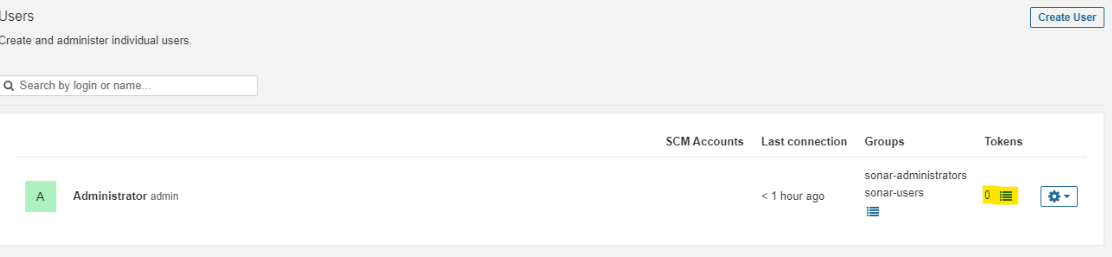 Users
Create User
Create and administer individual users.
Search by login or name...
SCM Accounts Last connection Groups Tokens
A Administrator admin < 1 hour ago sonar-administrators 0
sonar-users